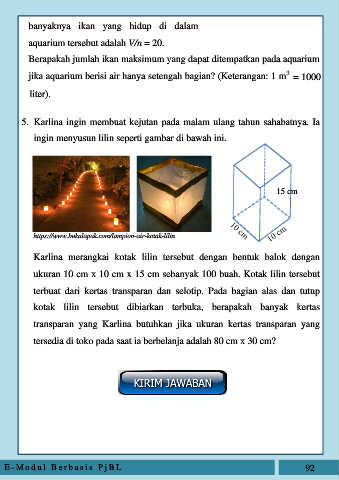 banyaknya ikan yang hidup di dalam
aquarium tersebut adalah V/n = 20.
Berapakah jumlah ikan maksimum yang dapat ditempatkan pada aquarium
jika aquarium berisi air hanya setengah bagian? (Keterangan: 1 m³ = 1000
liter).
5. Karlina ingin membuat kejutan pada malam ulang tahun sahabatnya. Ia
ingin menyusun lilin seperti gambar di bawah ini.
15 cm
10 cm
10 cm
https://www.bukalapak.com/lampion-air-kotak-lilin
Karlina merangkai kotak lilin tersebut dengan bentuk balok dengan
ukuran 10 cm x 10 cm x 15 cm sebanyak 100 buah. Kotak lilin tersebut
terbuat dari kertas transparan dan selotip. Pada bagian alas dan tutup
kotak lilin tersebut dibiarkan terbuka, berapakah banyak kertas
transparan yang Karlina butuhkan jika ukuran kertas transparan yang
tersedia di toko pada saat ia berbelanja adalah 80 cm x 30 cm?
KIRIM JAWABAN
E-Modul Berbasis PjBL
92